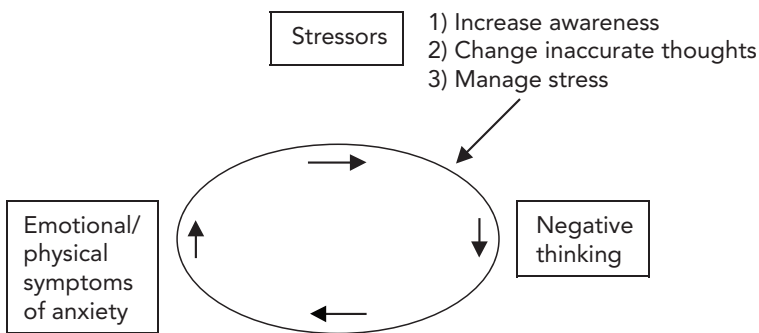 Stressors
1) Increase awareness
2) Change inaccurate thoughts
3) Manage stress
Emotional/
physical
symptoms
of anxiety
Negative
thinking